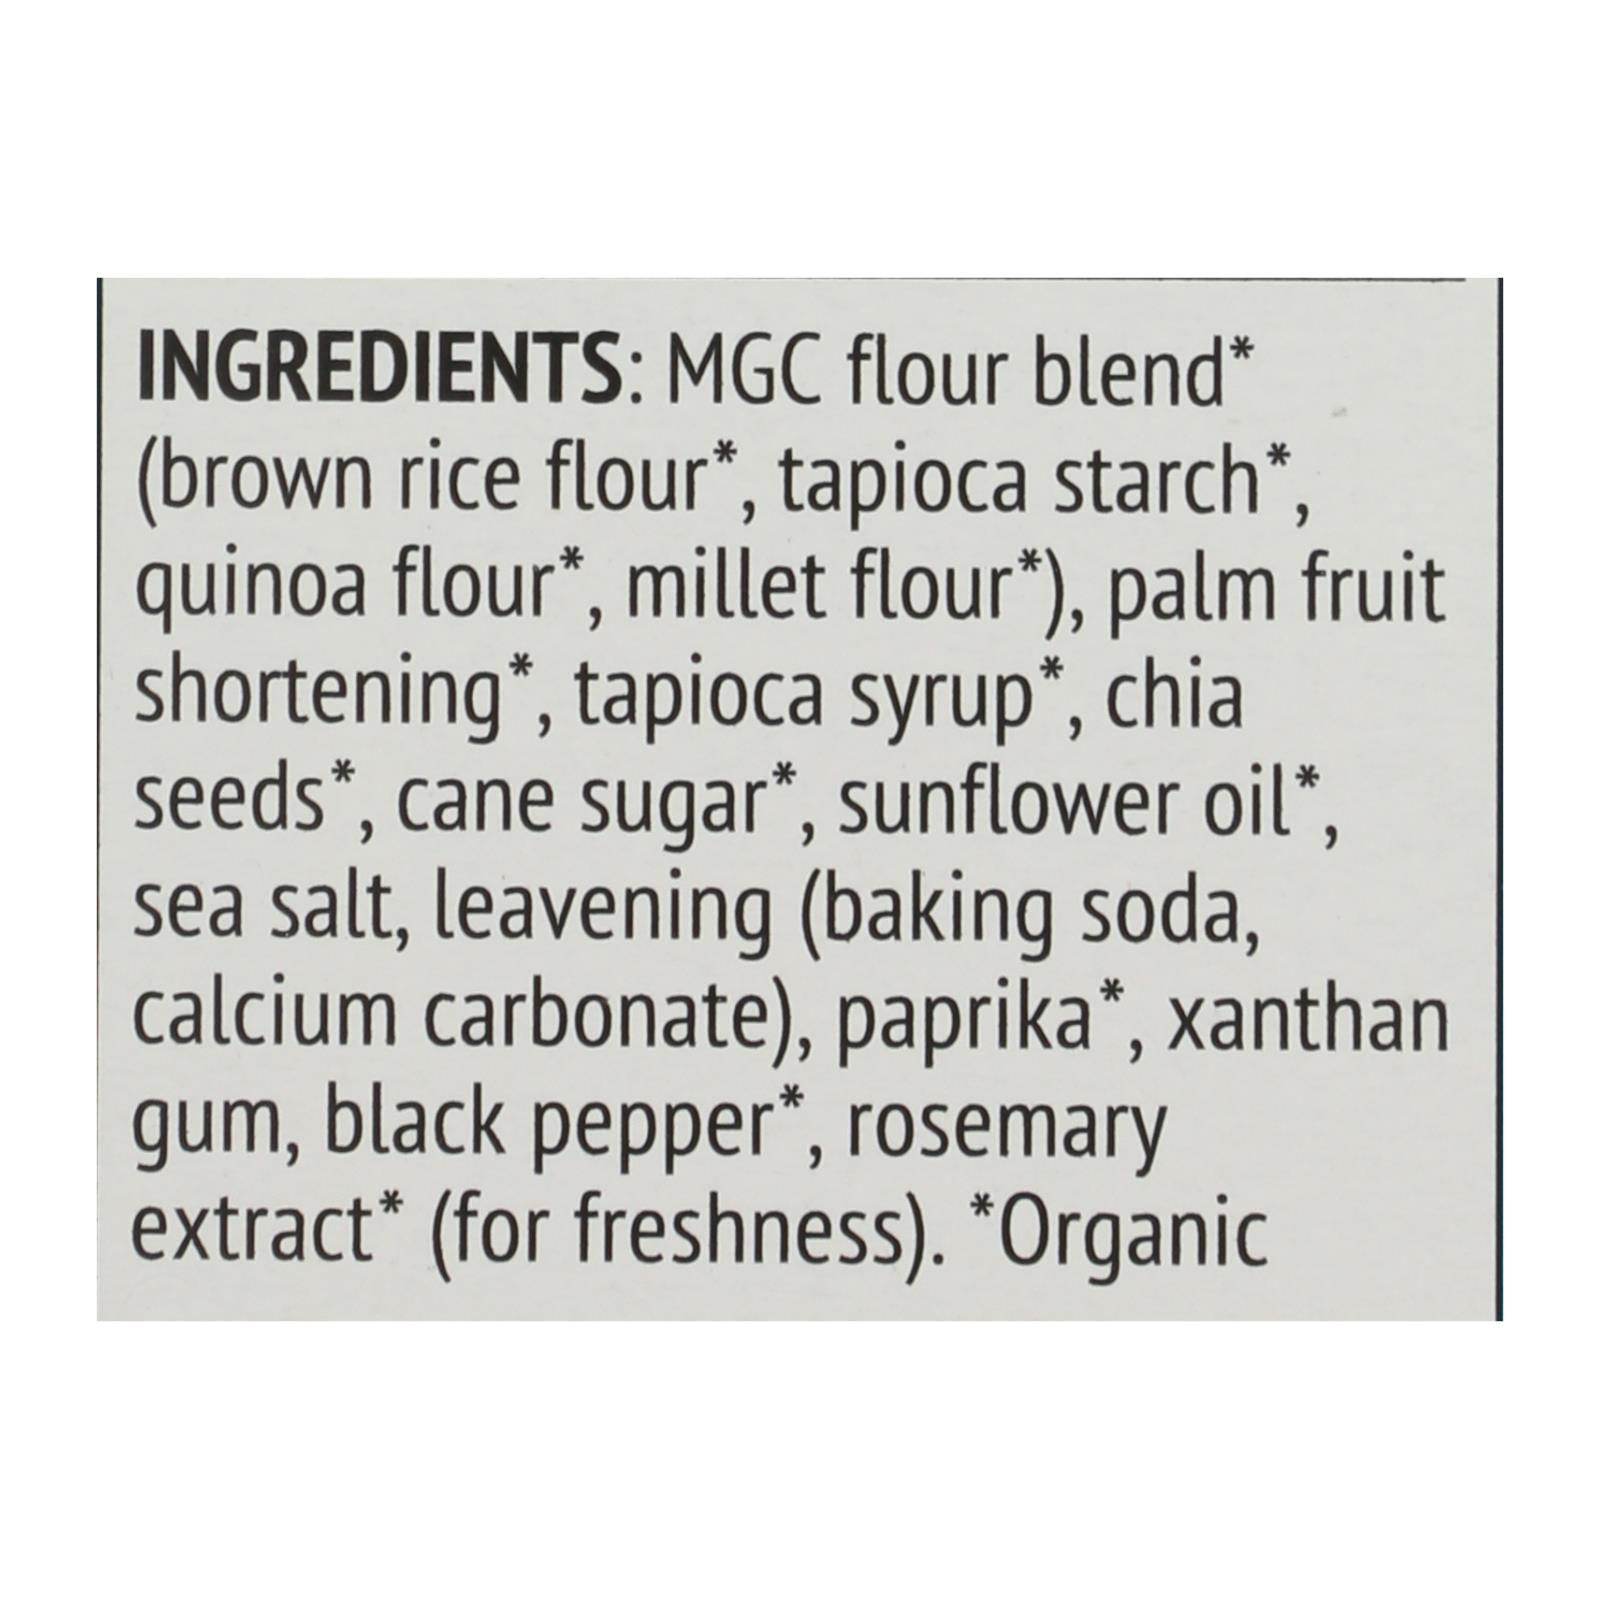 INGREDIENTS: MGC flour blend*
(brown rice flour*, tapioca starch*,
quinoa flour*, millet flour*), palm fruit
shortening*, tapioca syrup*, chia
seeds*, cane sugar*, sunflower oil*,
sea salt, leavening (baking soda,
calcium carbonate), paprika*, xanthan
gum, black pepper*, rosemary
extract* (for freshness). *Organic